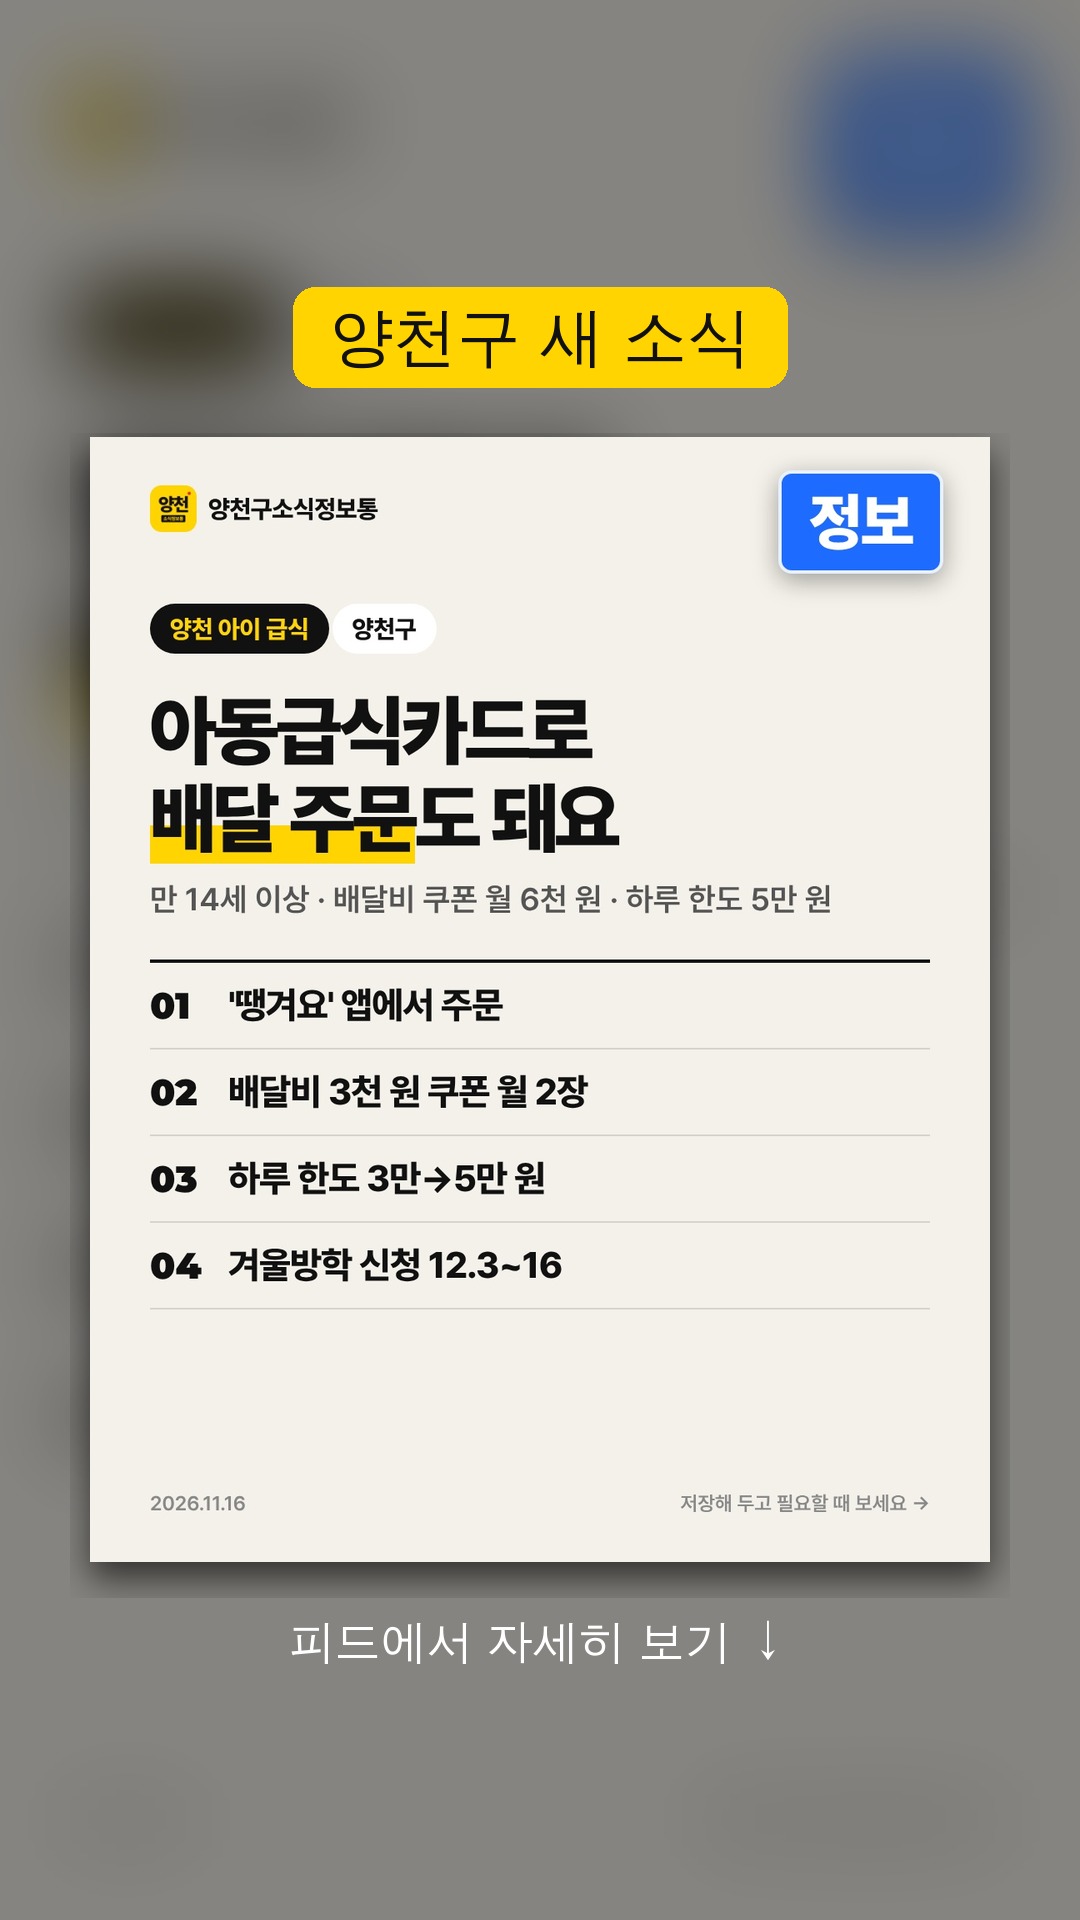 양천구 새 소식
양천
양천구소식정보통
정보
양천 아이 급식
양천구
아동급식카드로
배달 주문도 돼요
만 14세 이상 · 배달비 쿠폰 월 6천 원 · 하루 한도 5만 원
01 '땡겨요' 앱에서 주문
02 배달비 3천 원 쿠폰 월 2장
03 하루 한도 3만→5만 원
04 겨울방학 신청 12.3~16
2026.11.16
저장해 두고 필요할 때 보세요 →
피드에서 자세히 보기 ↓